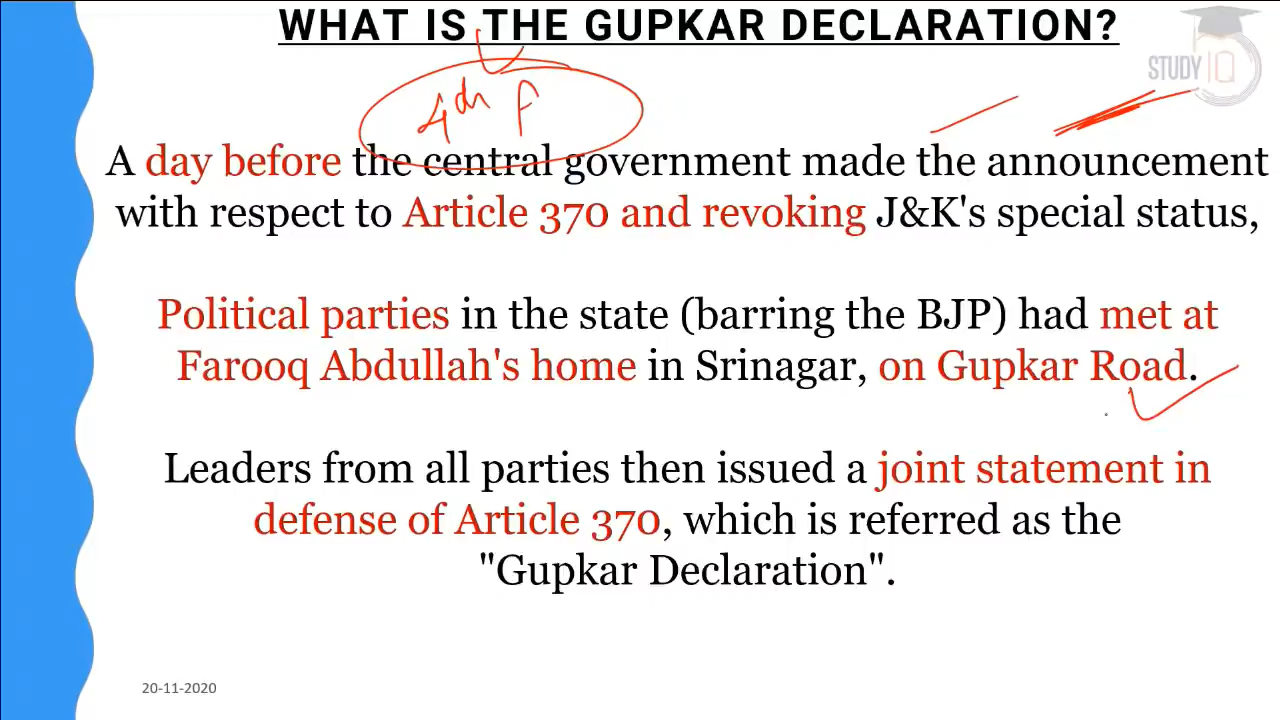 WHAT IS THE GUPKAR DECLARATION?
STUDY IQ
4th
A day before the central government made the announcement
with respect to Article 370 and revoking J&K's special status,
Political parties in the state (barring the BJP) had met at
Farooq Abdullah's home in Srinagar, on Gupkar Road.
Leaders from all parties then issued a joint statement in
defense of Article 370, which is referred as the
"Gupkar Declaration".
20-11-2020